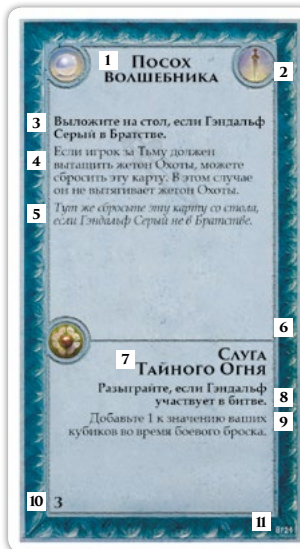 1 Посох
Волшебника
2
3 Выложите на стол, если Гэндальф
Серый в Братстве.
4 Если игрок за Тьму должен
вытащить жетон Охоты, можете
сбросить эту карту. В этом случае
он не вытягивает жетон Охоты.
5 Тут же сбросьте эту карту со стола,
если Гэндальф Серый не в Братстве.
6
7 Слуга
Тайного Огня
Разыграйте, если Гэндальф 8
участвует в битве.
Добавьте 1 к значению ваших 9
кубиков во время боевого броска.
10 3
11
8/24